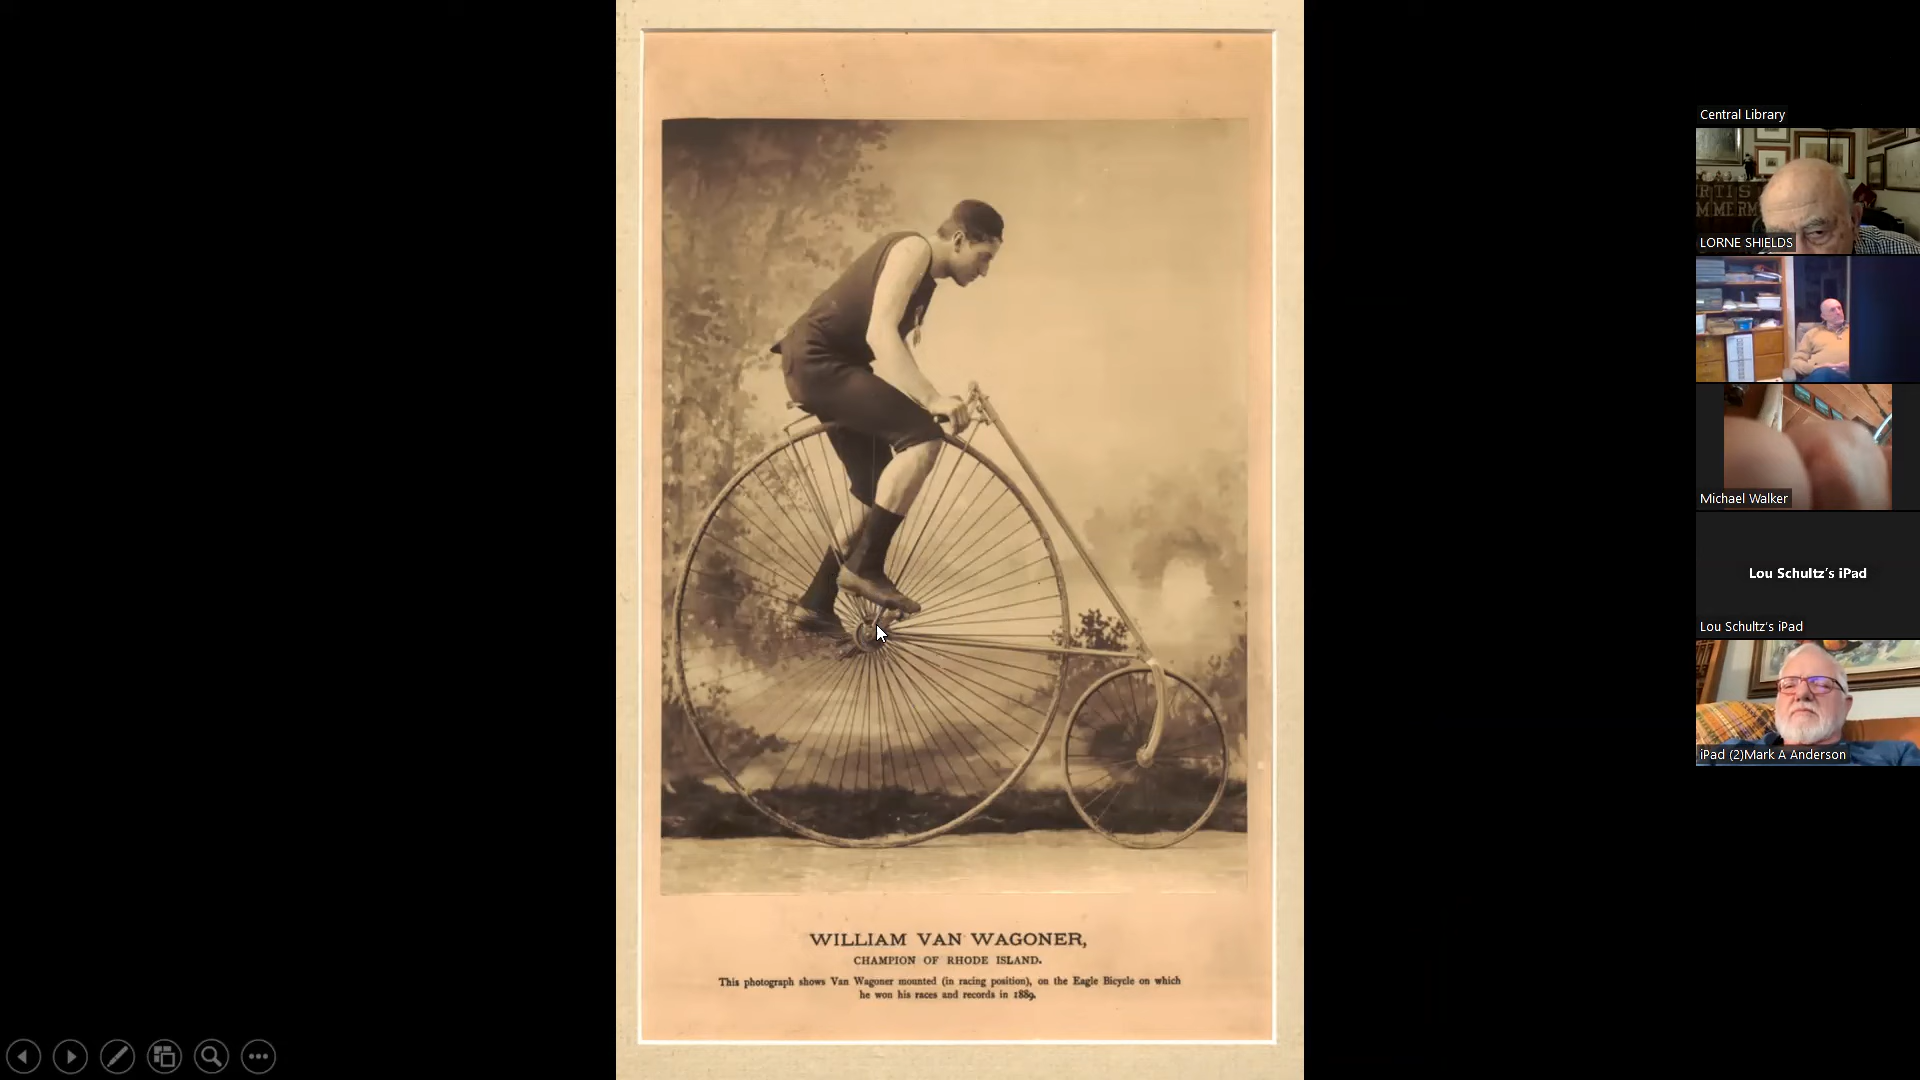 WILLIAM VAN WAGONER,
CHAMPION OF RHODE ISLAND.
This photograph shows Van Wagoner mounted (in racing position), on the Eagle Bicycle on which
he won his races and records in 1889.
Central Library
LORNE SHIELDS
Michael Walker
Lou Schultz's iPad
Lou Schultz's iPad
iPad (2)Mark A Anderson